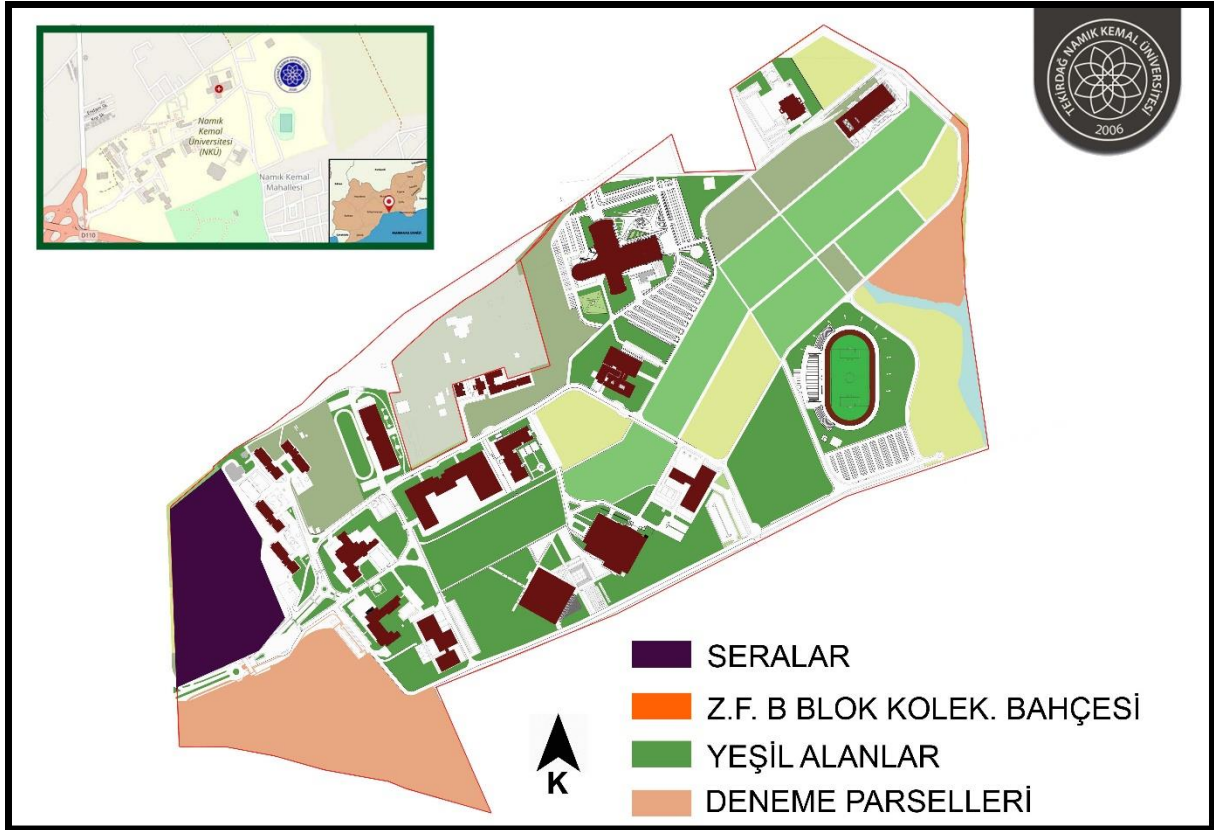 Namık
Kemal
Üniversitesi
(NKÜ)
Namık Kemal
Mahallesi
D110
TEKİRDAĞ NAMIK KEMAL ÜNİVERSİTESİ
2006
SERALAR
Z.F. B BLOK KOLEK. BAHÇESİ
YEŞİL ALANLAR
DENEME PARSELLERİ
K